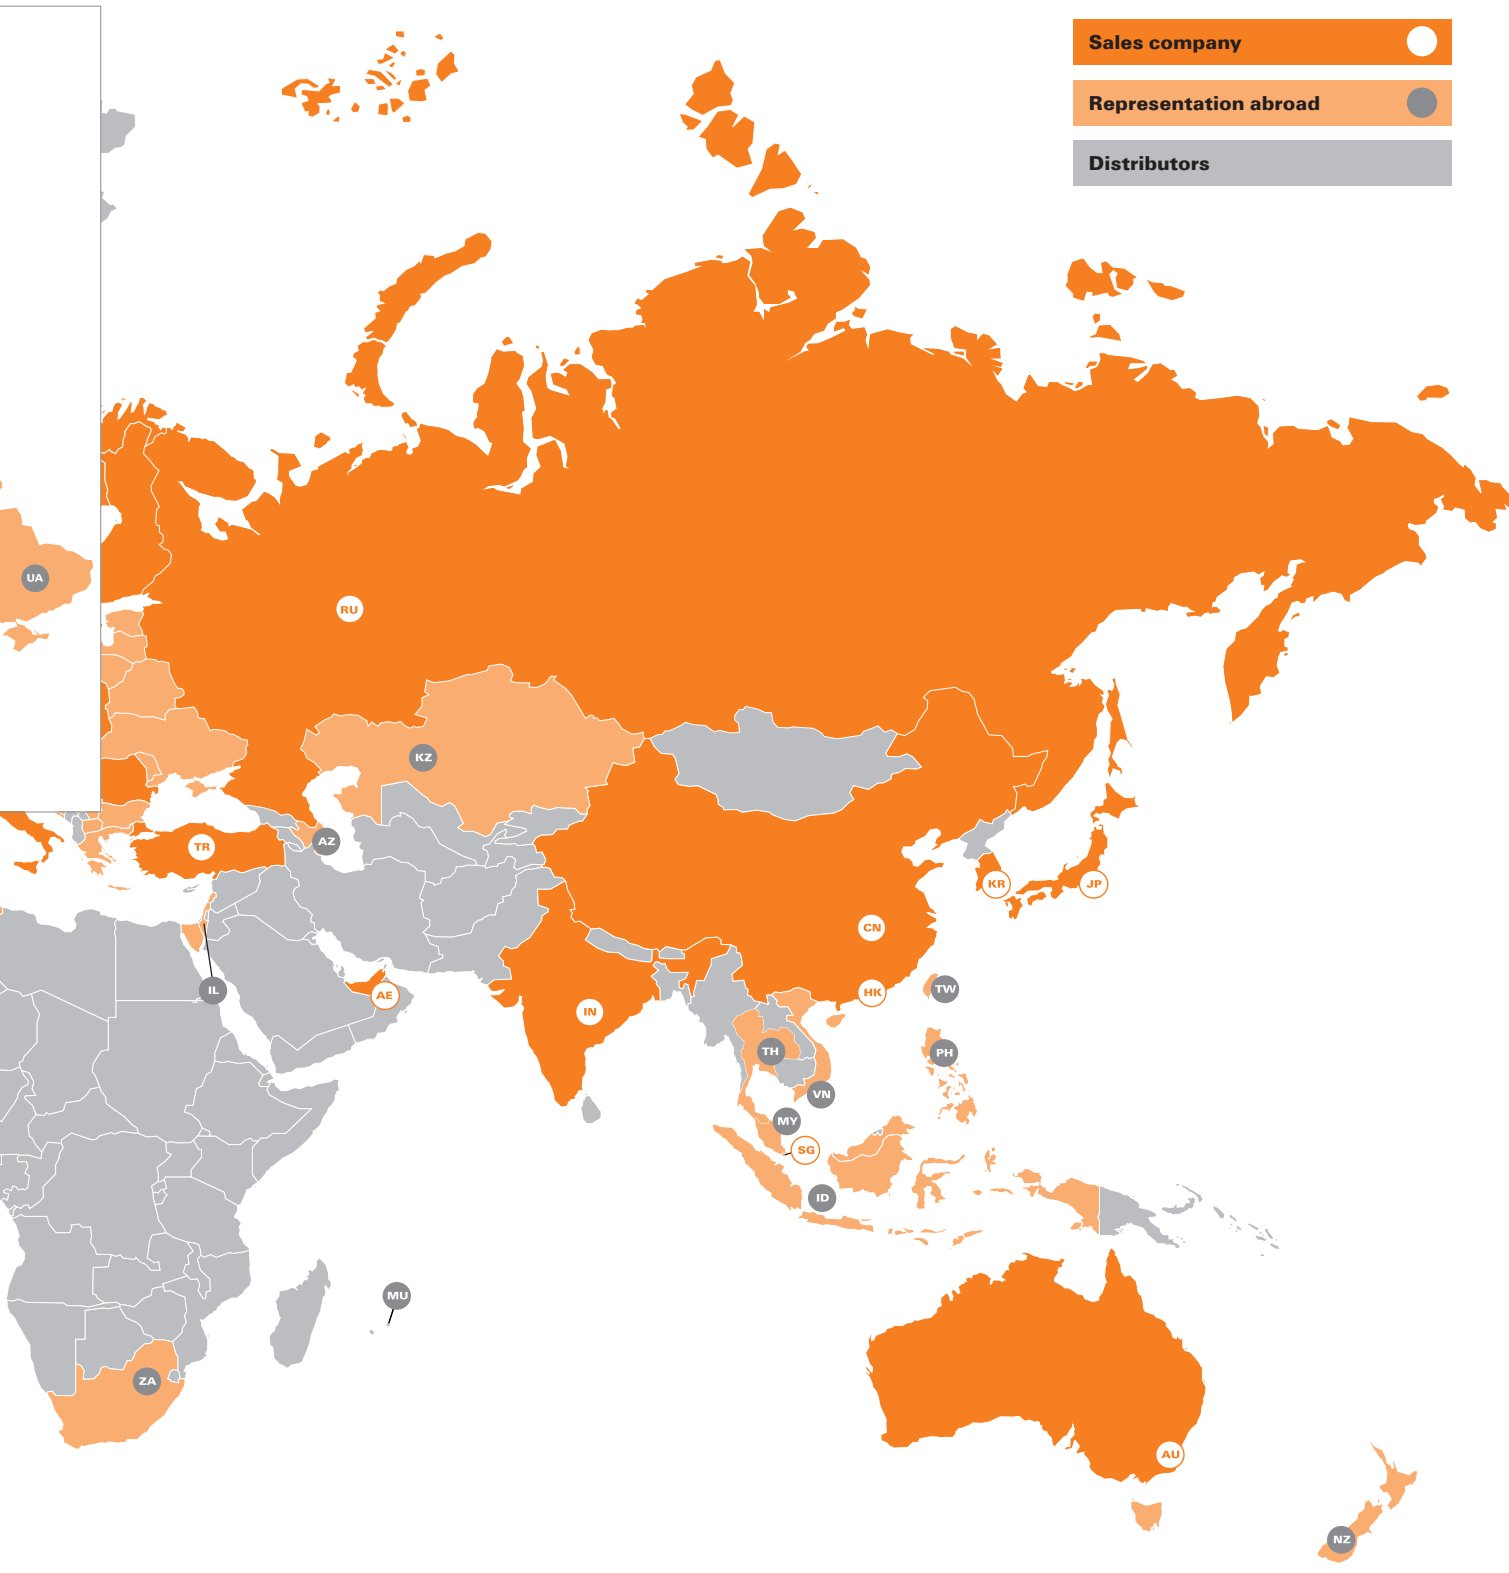 Sales company
Representation abroad
Distributors
UA
RU
KZ
TR
AZ
KR
JP
CN
IL
AE
HK
TW
IN
TH
PH
VN
MY
SG
ID
MU
ZA
AU
NZ